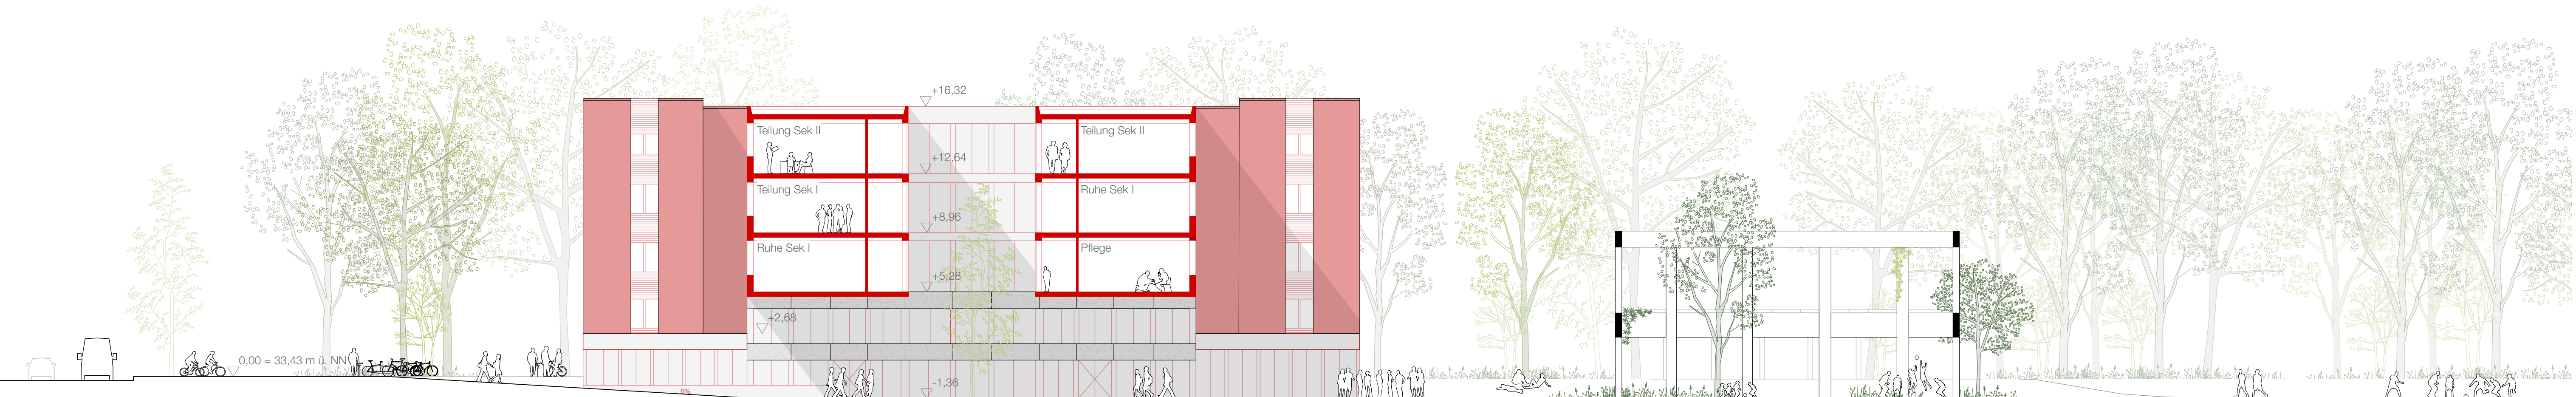 +16,32
Teilung Sek II
Teilung Sek II
+12,64
Teilung Sek I
Ruhe Sek I
+8,96
Ruhe Sek I
Pflege
+5,28
+2,68
0,00 = 33,43 m ü. NN
-1,36
6%